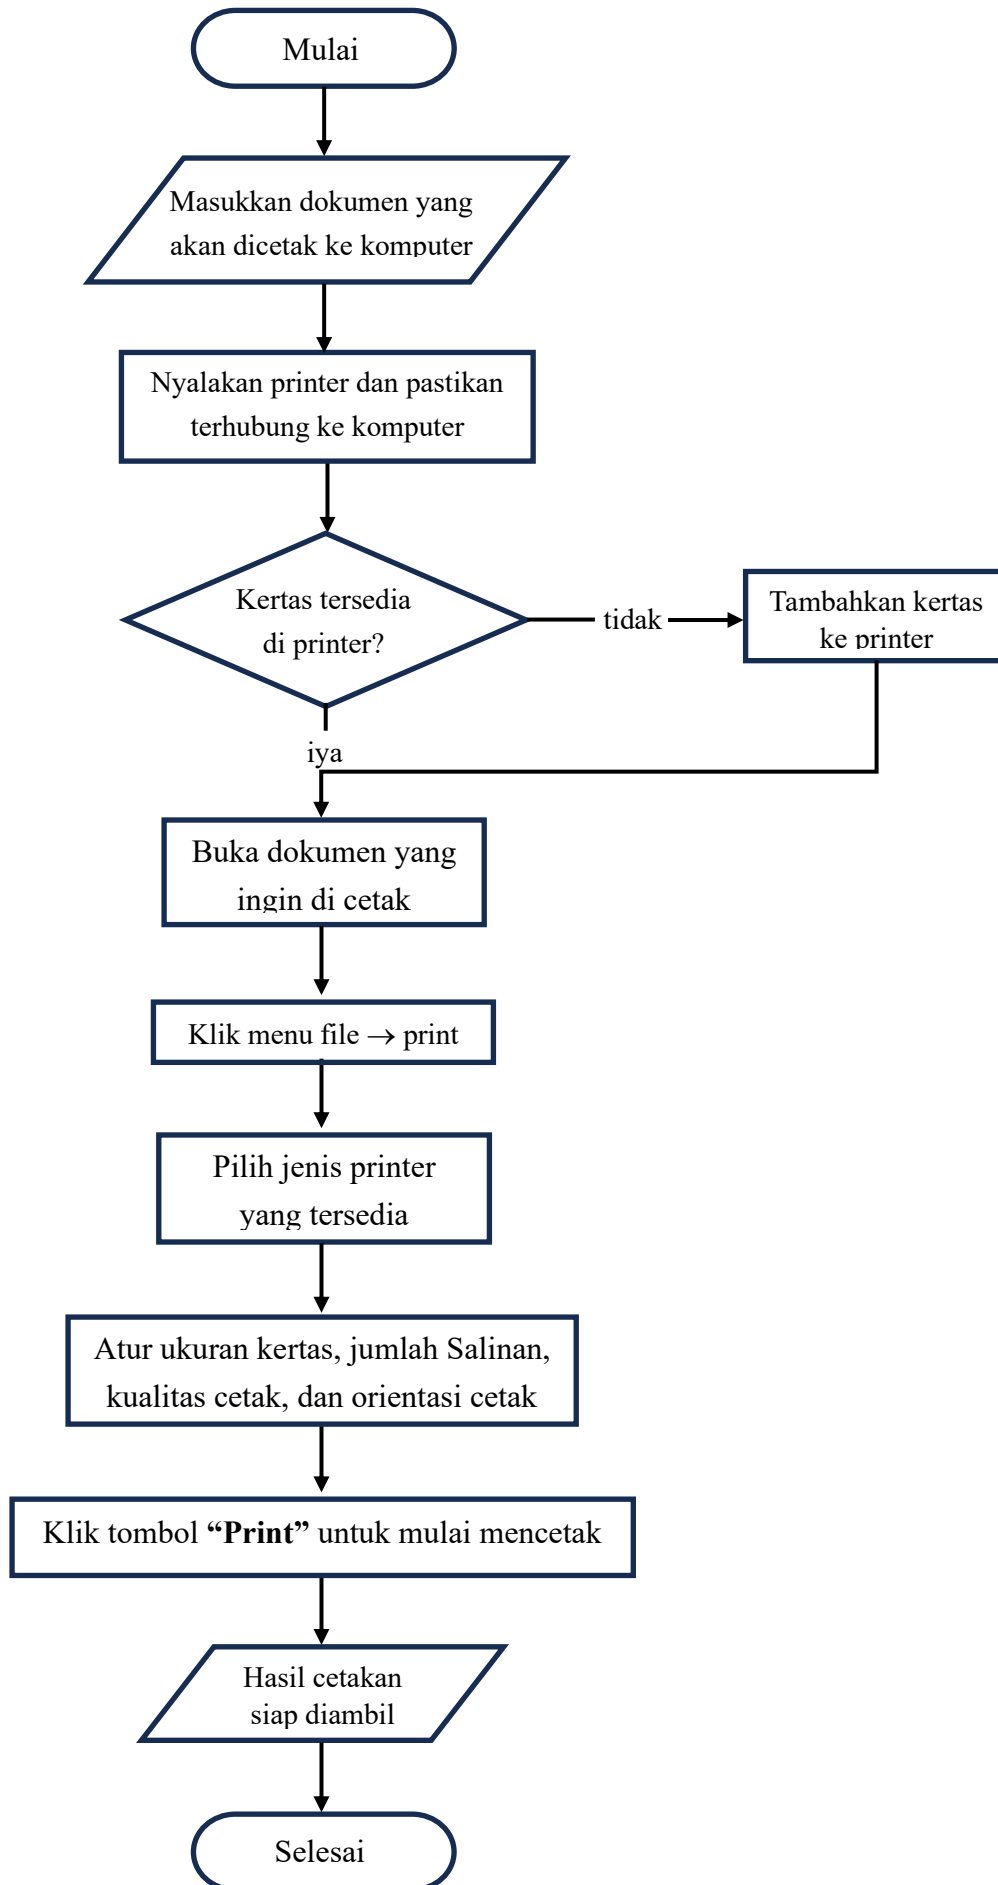 Mulai
Masukkan dokumen yang
akan dicetak ke komputer
Nyalakan printer dan pastikan
terhubung ke komputer
Kertas tersedia
di printer?
tidak
Tambahkan kertas
ke printer
iya
Buka dokumen yang
ingin di cetak
Klik menu file → print
Pilih jenis printer
yang tersedia
Atur ukuran kertas, jumlah Salinan,
kualitas cetak, dan orientasi cetak
Klik tombol “Print” untuk mulai mencetak
Hasil cetakan
siap diambil
Selesai